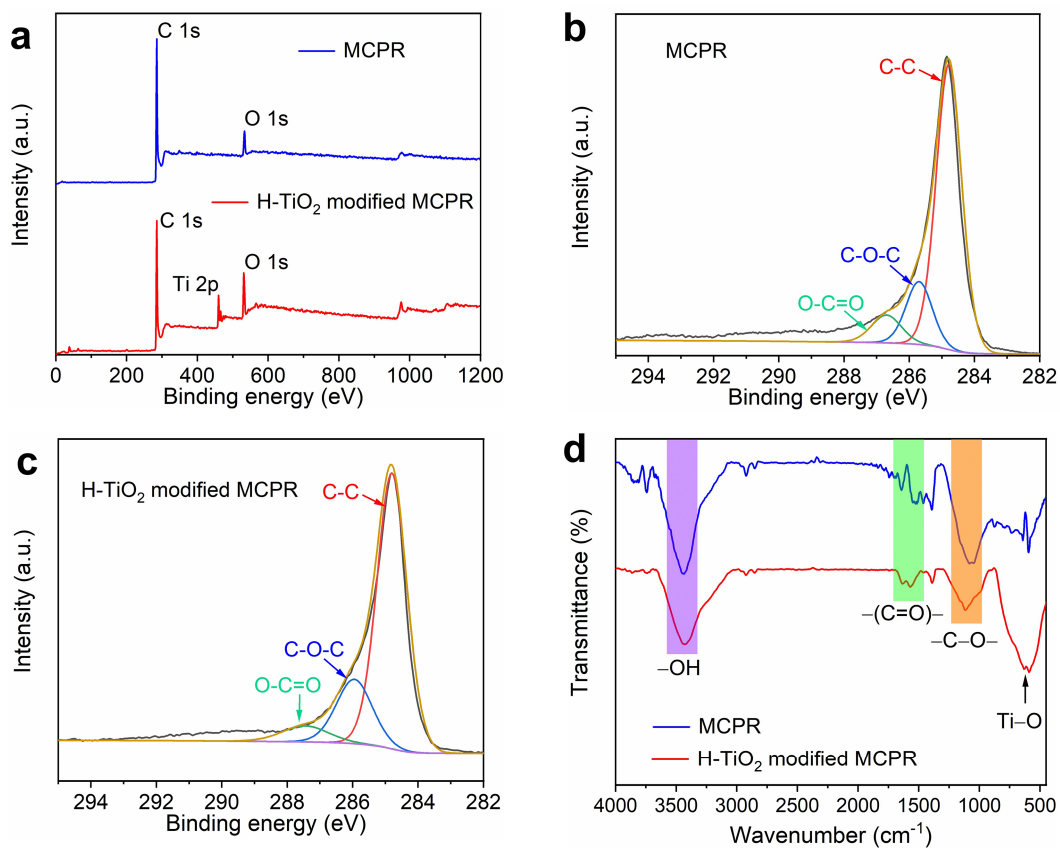 a
C 1s
MCPR
O 1s
H-TiO₂ modified MCPR
C 1s
Ti 2p
O 1s
Intensity (a.u.)
0 200 400 600 800 1000 1200
Binding energy (eV)
b
MCPR
C-C
C-O-C
O-C=O
Intensity (a.u.)
294 292 290 288 286 284 282
Binding energy (eV)
c
H-TiO₂ modified MCPR
C-C
C-O-C
O-C=O
Intensity (a.u.)
294 292 290 288 286 284 282
Binding energy (eV)
d
–(C=O)–
–C–O–
–OH
Ti–O
MCPR
H-TiO₂ modified MCPR
Transmittance (%)
4000 3500 3000 2500 2000 1500 1000 500
Wavenumber (cm⁻¹)